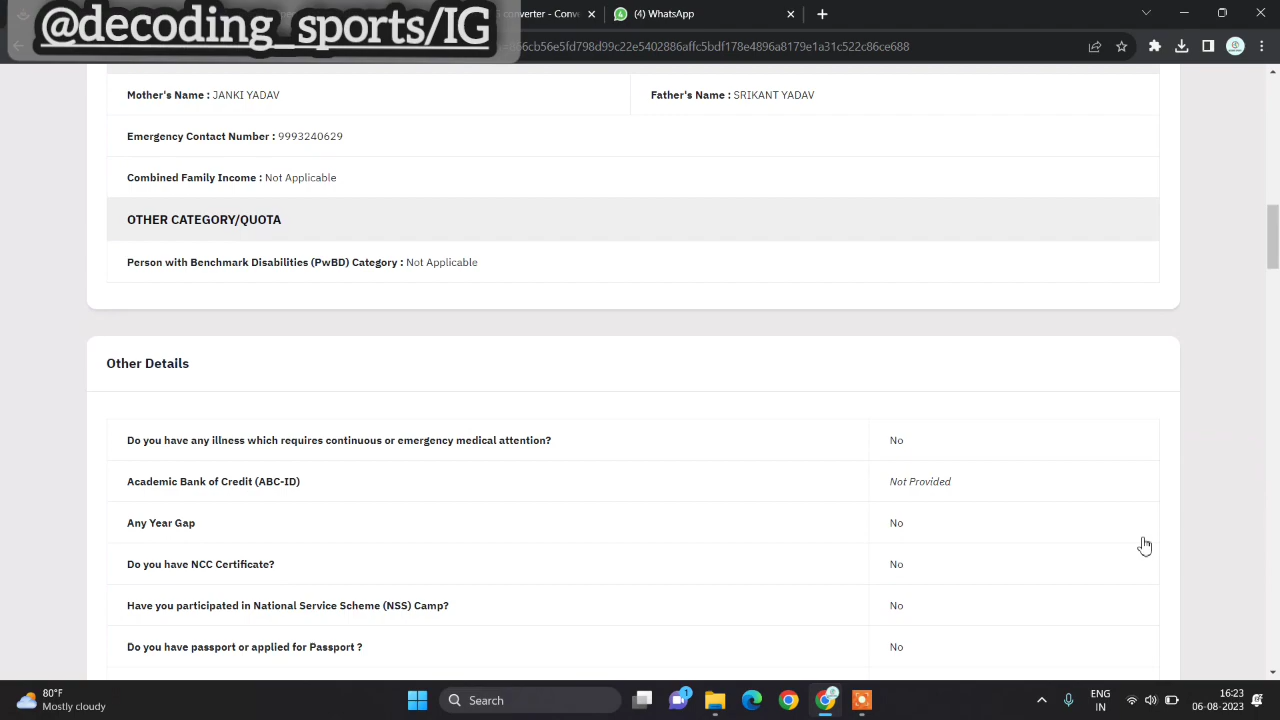 @decoding_sports/IG
converter - Conve
(4) WhatsApp
=886cb56e5fd798d99c22e5402886affc5bdf178e4896a8173a1a31c522c86ce688
Mother's Name : JANKI YADAV
Father's Name : SRIKANT YADAV
Emergency Contact Number : 9993240629
Combined Family Income : Not Applicable
OTHER CATEGORY/QUOTA
Person with Benchmark Disabilities (PwBD) Category : Not Applicable
Other Details
Do you have any illness which requires continuous or emergency medical attention? No
Academic Bank of Credit (ABC-ID) Not Provided
Any Year Gap No
Do you have NCC Certificate? No
Have you participated in National Service Scheme (NSS) Camp? No
Do you have passport or applied for Passport ? No
80°F
Mostly cloudy
Search
1
ENG
IN
16:23
06-08-2023